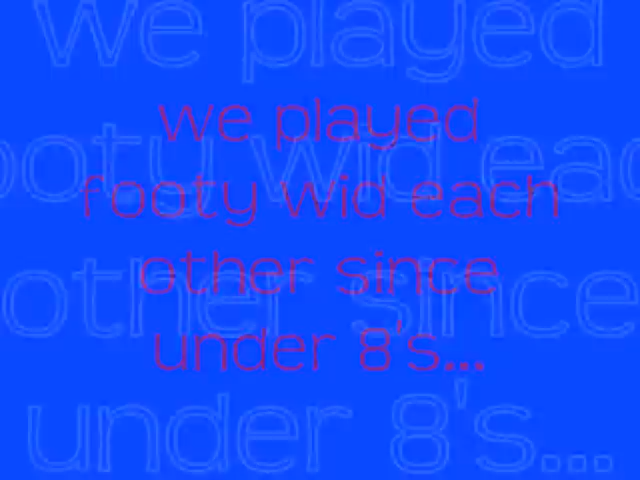 we played
footy wid each
other since
under 8's...